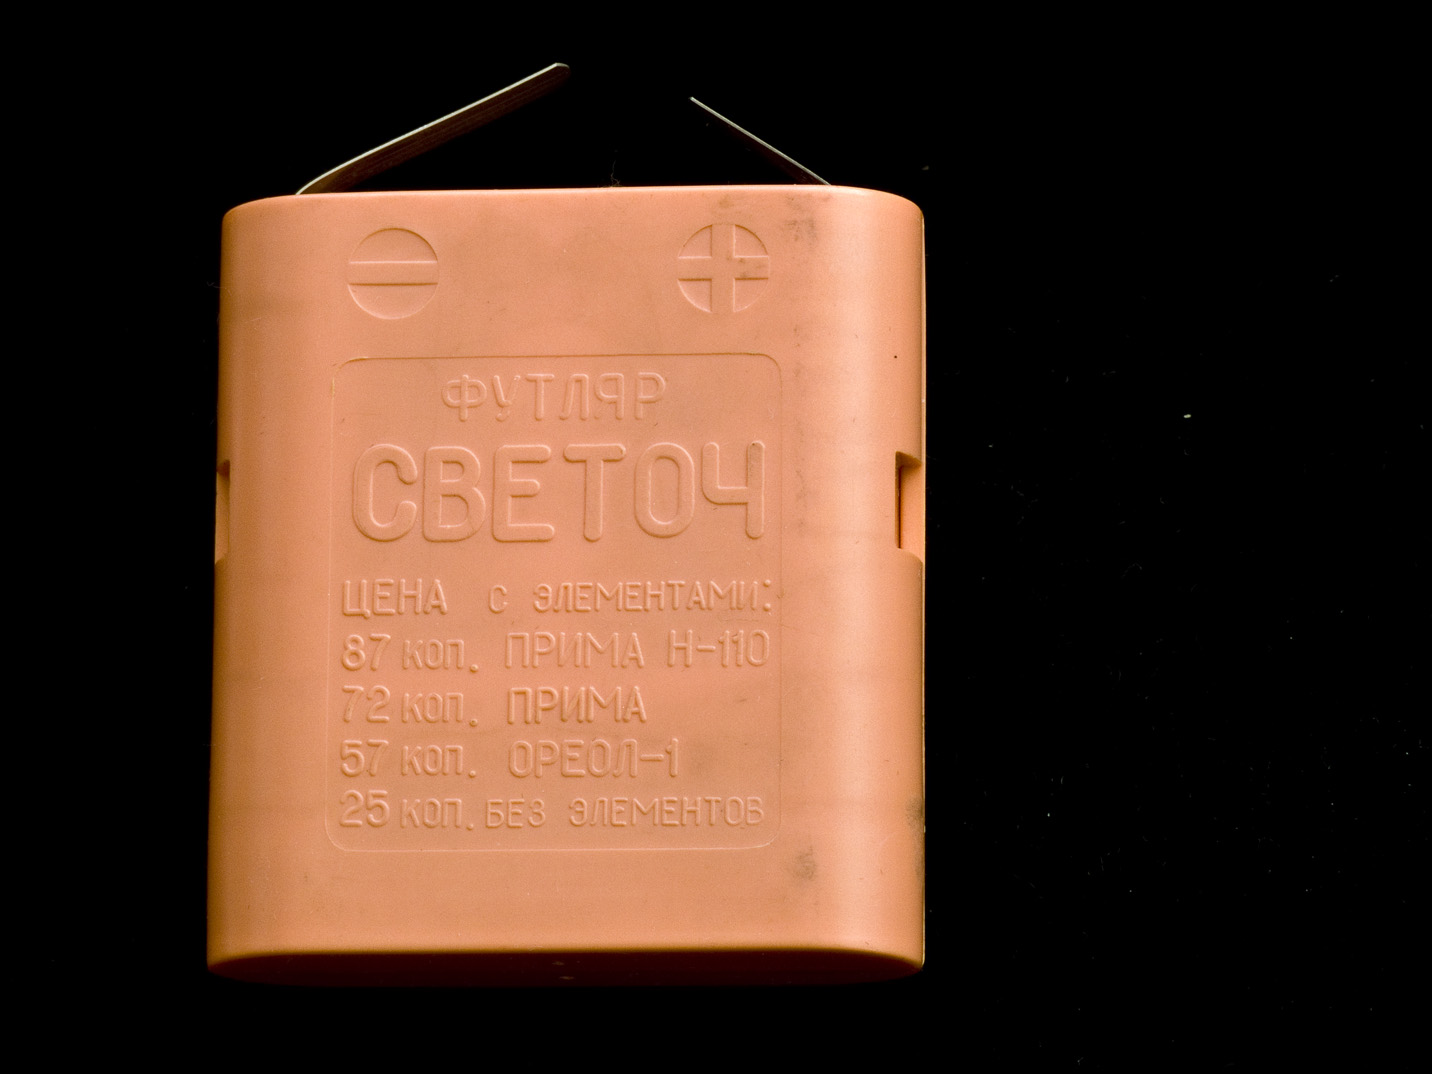 ФУТЛЯР
СВЕТОЧ
ЦЕНА С ЭЛЕМЕНТАМИ:
87 КОП. ПРИМА Н-110
72 КОП. ПРИМА
57 КОП. ОРЕОЛ-1
25 КОП. БЕЗ ЭЛЕМЕНТОВ